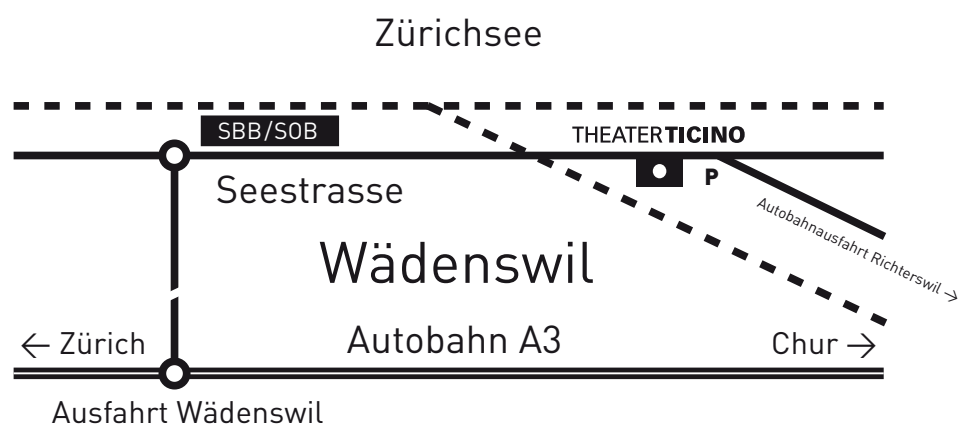 Zürichsee
SBB/SOB
THEATERTICINO
P
Seestrasse
Autobahnausfahrt Richterswil →
Wädenswil
← Zürich
Autobahn A3
Chur →
Ausfahrt Wädenswil